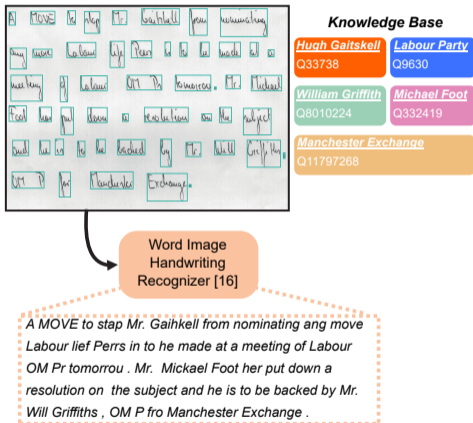 A MOVE to stop Mr. Gaitskell from nominating
any more Labour Life Peers is to be made at a
meeting of Labour OM Ps tomorrow. Mr. Michael
Foot has put down a resolution on the subject
and he is to be backed by Mr. Will Griffiths,
OM P for Manchester Exchange.
Knowledge Base
Hugh Gaitskell
Q33738
Labour Party
Q9630
William Griffith
Q8010224
Michael Foot
Q332419
Manchester Exchange
Q11797268
Word Image
Handwriting
Recognizer [16]
A MOVE to stap Mr. Gaihkell from nominating ang move
Labour lief Perrs in to he made at a meeting of Labour
OM Pr tomorrou . Mr. Mickael Foot her put down a
resolution on the subject and he is to be backed by Mr.
Will Griffiths , OM P fro Manchester Exchange .